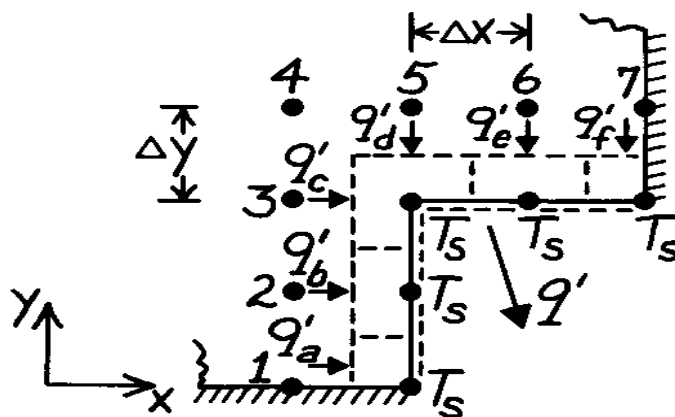 Δx
4 5 6 7
Δy q'd q'e q'f
q'c
3
Ts Ts Ts
q'b
2 Ts q'
q'a
y
1
x Ts